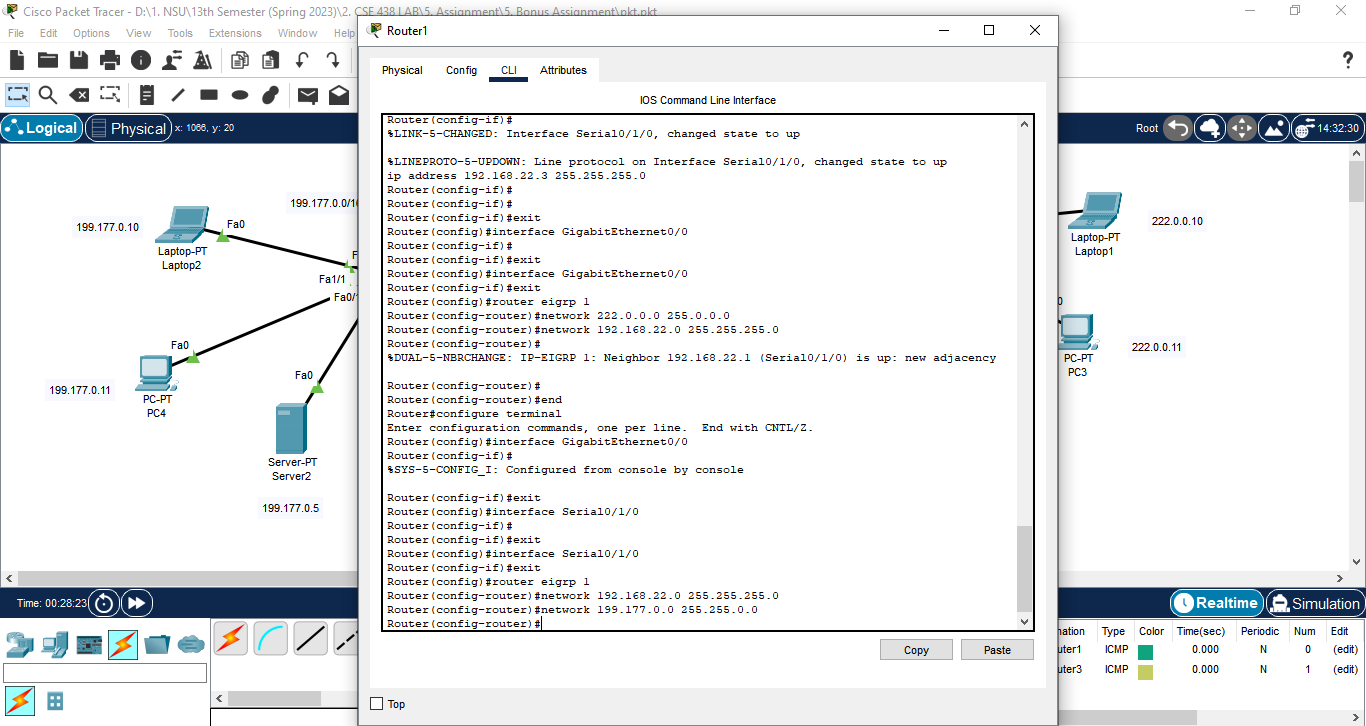 Cisco Packet Tracer - D:\1. NSU\13th Semester (Spring 2023)\2. CSE 438 LAB\5. Assignment\5. Bonus Assignment\pkt.pkt
File Edit Options View Tools Extensions Window Help
Logical Physical x: 1066, y: 20
Root 14:32:30
199.177.0.10
Fa0
Laptop-PT
Laptop2
Fa1/1
Fa0
199.177.0.11
PC-PT
PC4
Fa0
Server-PT
Server2
199.177.0.5
Router1
Physical Config CLI Attributes
IOS Command Line Interface
Router(config-if)#
%LINK-5-CHANGED: Interface Serial0/1/0, changed state to up
%LINEPROTO-5-UPDOWN: Line protocol on Interface Serial0/1/0, changed state to up
ip address 192.168.22.3 255.255.255.0
Router(config-if)#
Router(config-if)#
Router(config-if)#exit
Router(config)#interface GigabitEthernet0/0
Router(config-if)#
Router(config-if)#exit
Router(config)#interface GigabitEthernet0/0
Router(config-if)#exit
Router(config)#router eigrp 1
Router(config-router)#network 222.0.0.0 255.0.0.0
Router(config-router)#network 192.168.22.0 255.255.255.0
Router(config-router)#
%DUAL-5-NBRCHANGE: IP-EIGRP 1: Neighbor 192.168.22.1 (Serial0/1/0) is up: new adjacency
Router(config-router)#
Router(config-router)#end
Router#configure terminal
Enter configuration commands, one per line. End with CNTL/Z.
Router(config)#interface GigabitEthernet0/0
Router(config-if)#
%SYS-5-CONFIG_I: Configured from console by console
Router(config-if)#exit
Router(config)#interface Serial0/1/0
Router(config-if)#
Router(config-if)#exit
Router(config)#interface Serial0/1/0
Router(config-if)#exit
Router(config)#router eigrp 1
Router(config-router)#network 192.168.22.0 255.255.255.0
Router(config-router)#network 199.177.0.0 255.255.0.0
Router(config-router)#
Copy Paste
Top
Laptop-PT
Laptop1
222.0.0.10
PC-PT
PC3
222.0.0.11
Time: 00:28:23
Realtime Simulation
Type Color Time(sec) Periodic Num Edit
ICMP 0.000 N 0 (edit)
ICMP 0.000 N 1 (edit)